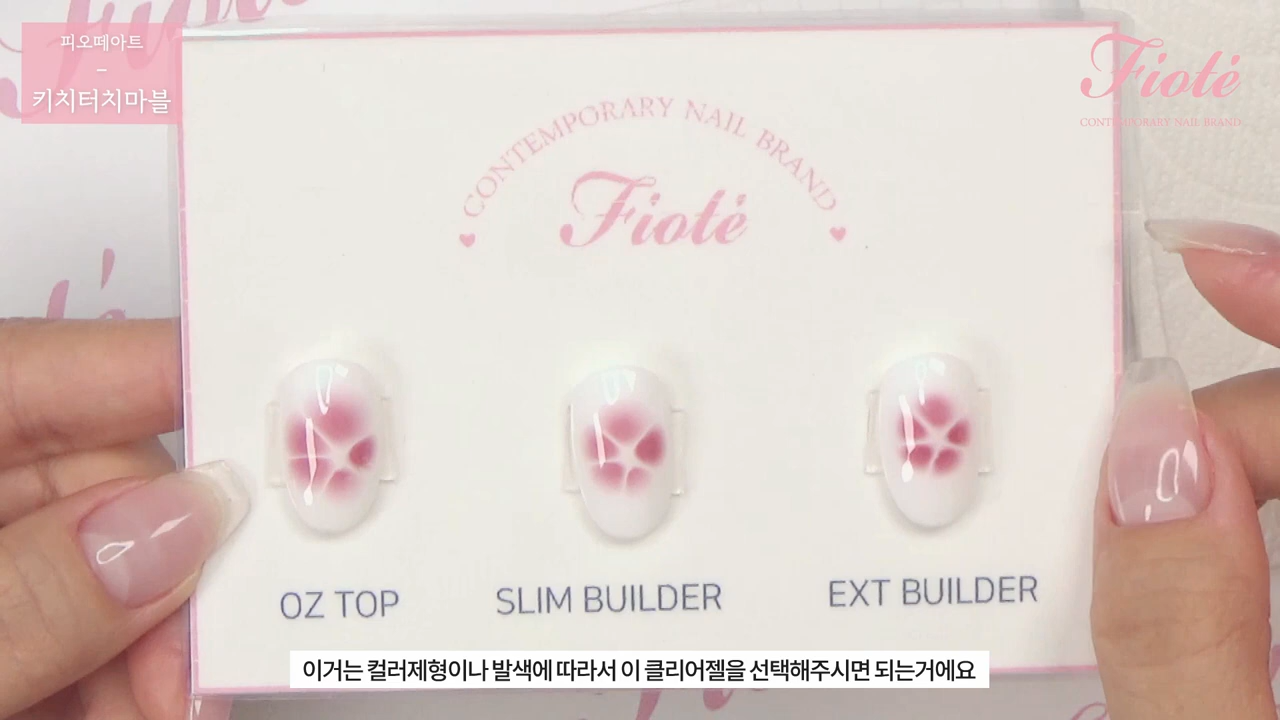 피오떼아트
–
키치터치마블
Fioté
CONTEMPORARY NAIL BRAND
CONTEMPORARY NAIL BRAND
Fioté
OZ TOP
SLIM BUILDER
EXT BUILDER
이거는 컬러제형이나 발색에 따라서 이 클리어젤을 선택해주시면 되는거에요